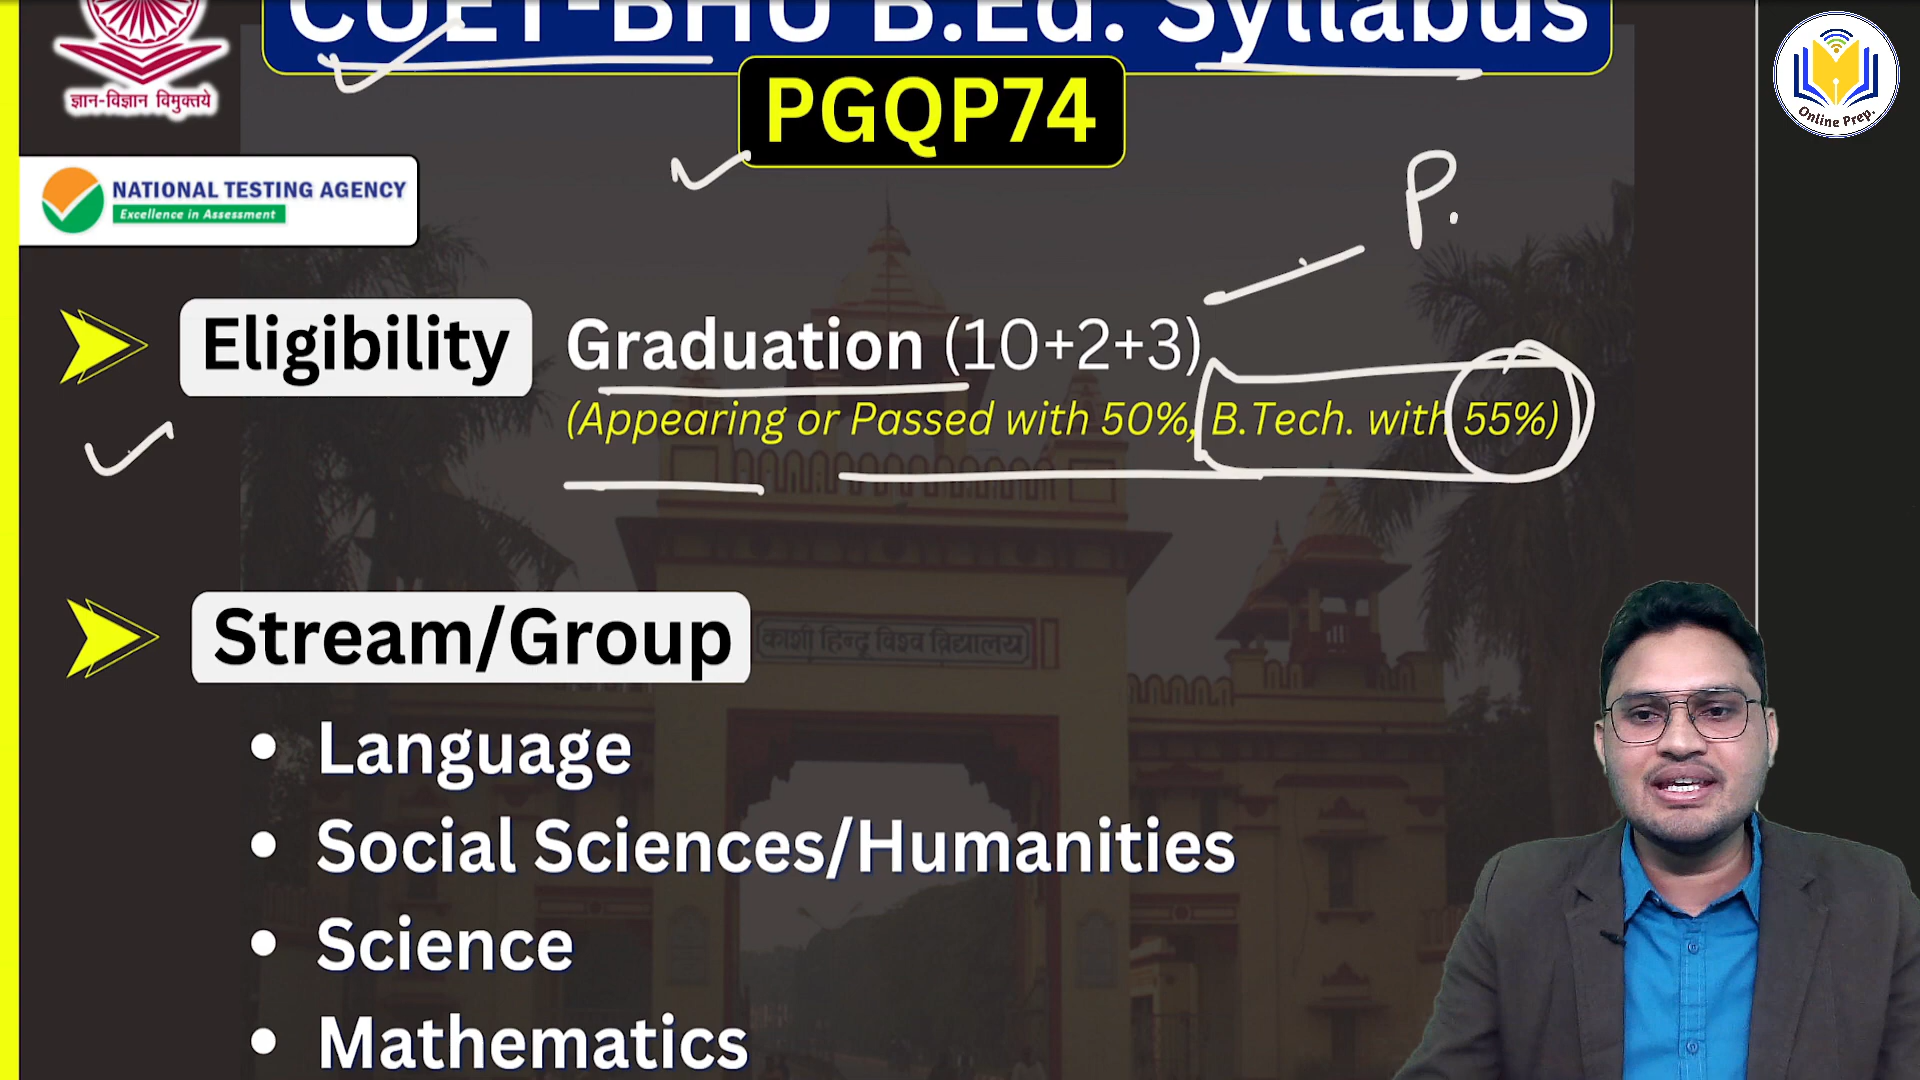 CUET-BHU B.Ed. Syllabus
PGQP74
ज्ञान-विज्ञान विमुक्तये
Online Prep.
NATIONAL TESTING AGENCY
Excellence in Assessment
P.
Eligibility Graduation (10+2+3)
(Appearing or Passed with 50%, B.Tech. with 55%)
Stream/Group
काशी हिन्दू विश्वविद्यालय
• Language
• Social Sciences/Humanities
• Science
• Mathematics